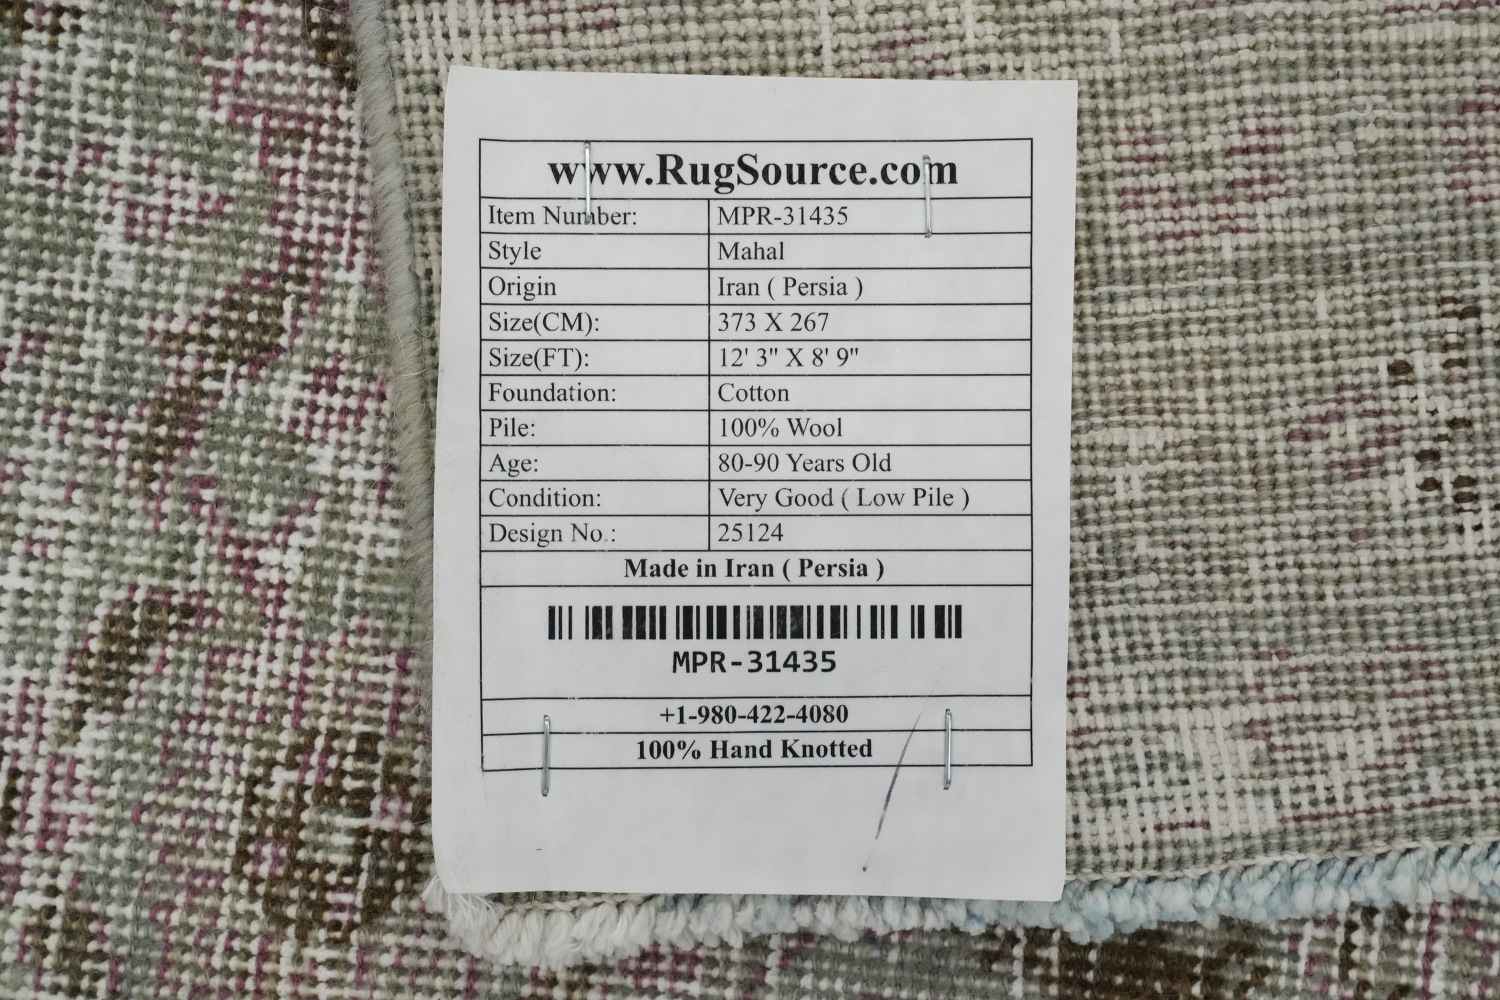 www.RugSource.com
Item Number: MPR-31435
Style Mahal
Origin Iran ( Persia )
Size(CM): 373 X 267
Size(FT): 12' 3" X 8' 9"
Foundation: Cotton
Pile: 100% Wool
Age: 80-90 Years Old
Condition: Very Good ( Low Pile )
Design No.: 25124
Made in Iran ( Persia )
MPR-31435
+1-980-422-4080
100% Hand Knotted